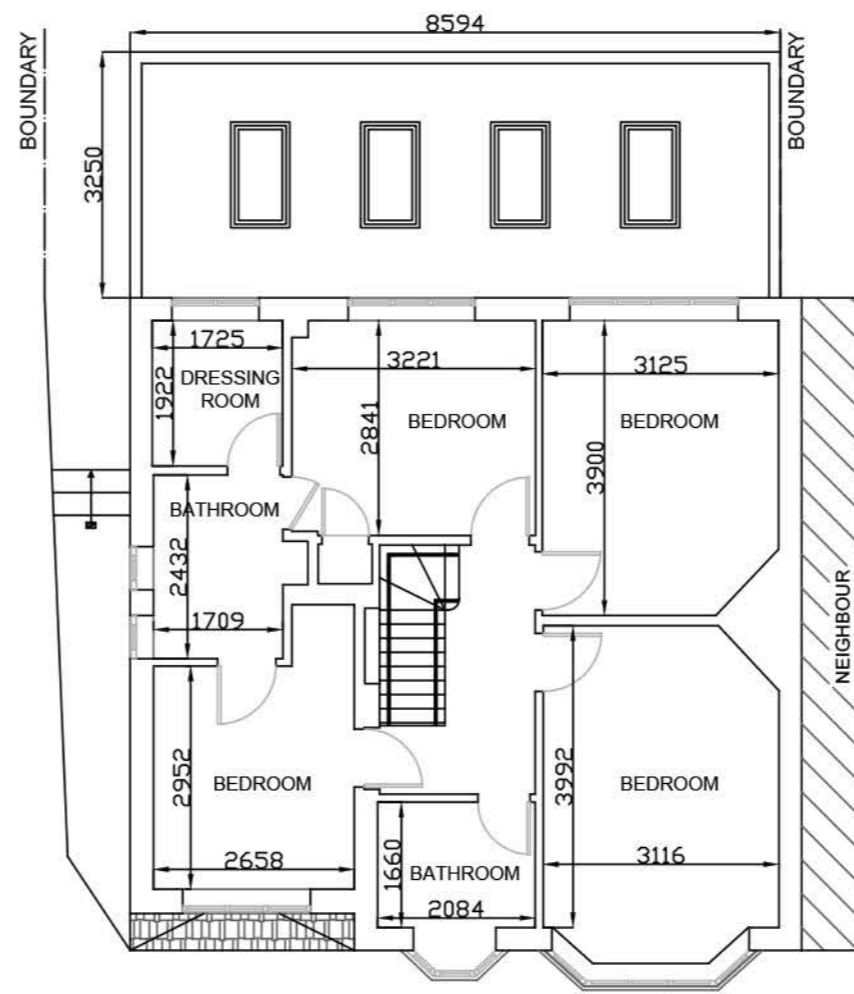 8594
BOUNDARY
BOUNDARY
3250
1725
3221
3125
DRESSING
ROOM
1922
2841
BEDROOM
BEDROOM
3900
BATHROOM
2432
1709
NEIGHBOUR
2952
BEDROOM
3992
BEDROOM
2658
1660
BATHROOM
3116
2084